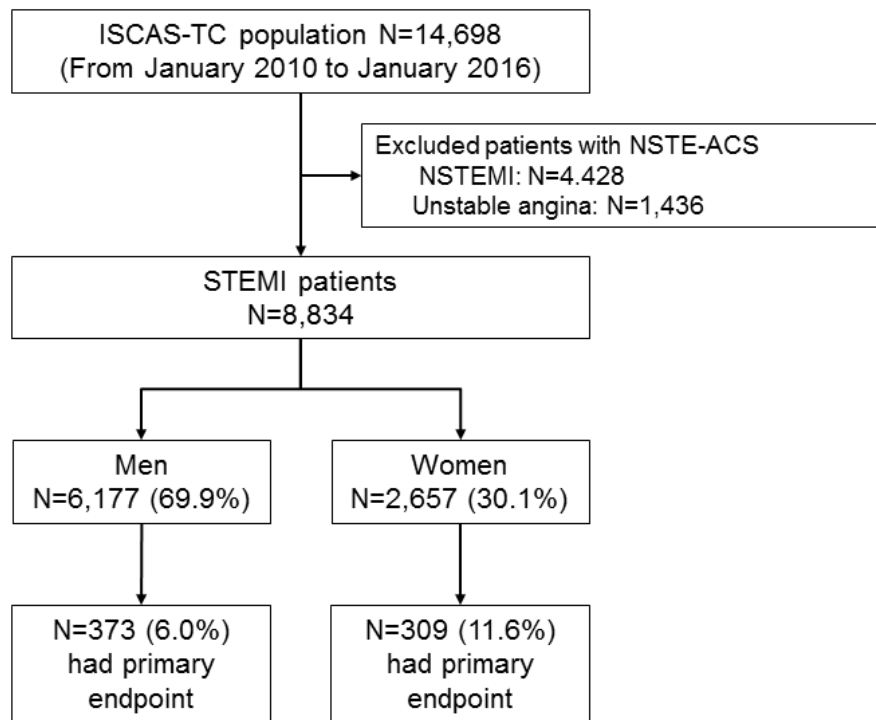 ISCAS-TC population N=14,698
(From January 2010 to January 2016)
Excluded patients with NSTE-ACS
NSTEMI: N=4.428
Unstable angina: N=1,436
STEMI patients
N=8,834
Men
N=6,177 (69.9%)
Women
N=2,657 (30.1%)
N=373 (6.0%)
had primary
endpoint
N=309 (11.6%)
had primary
endpoint